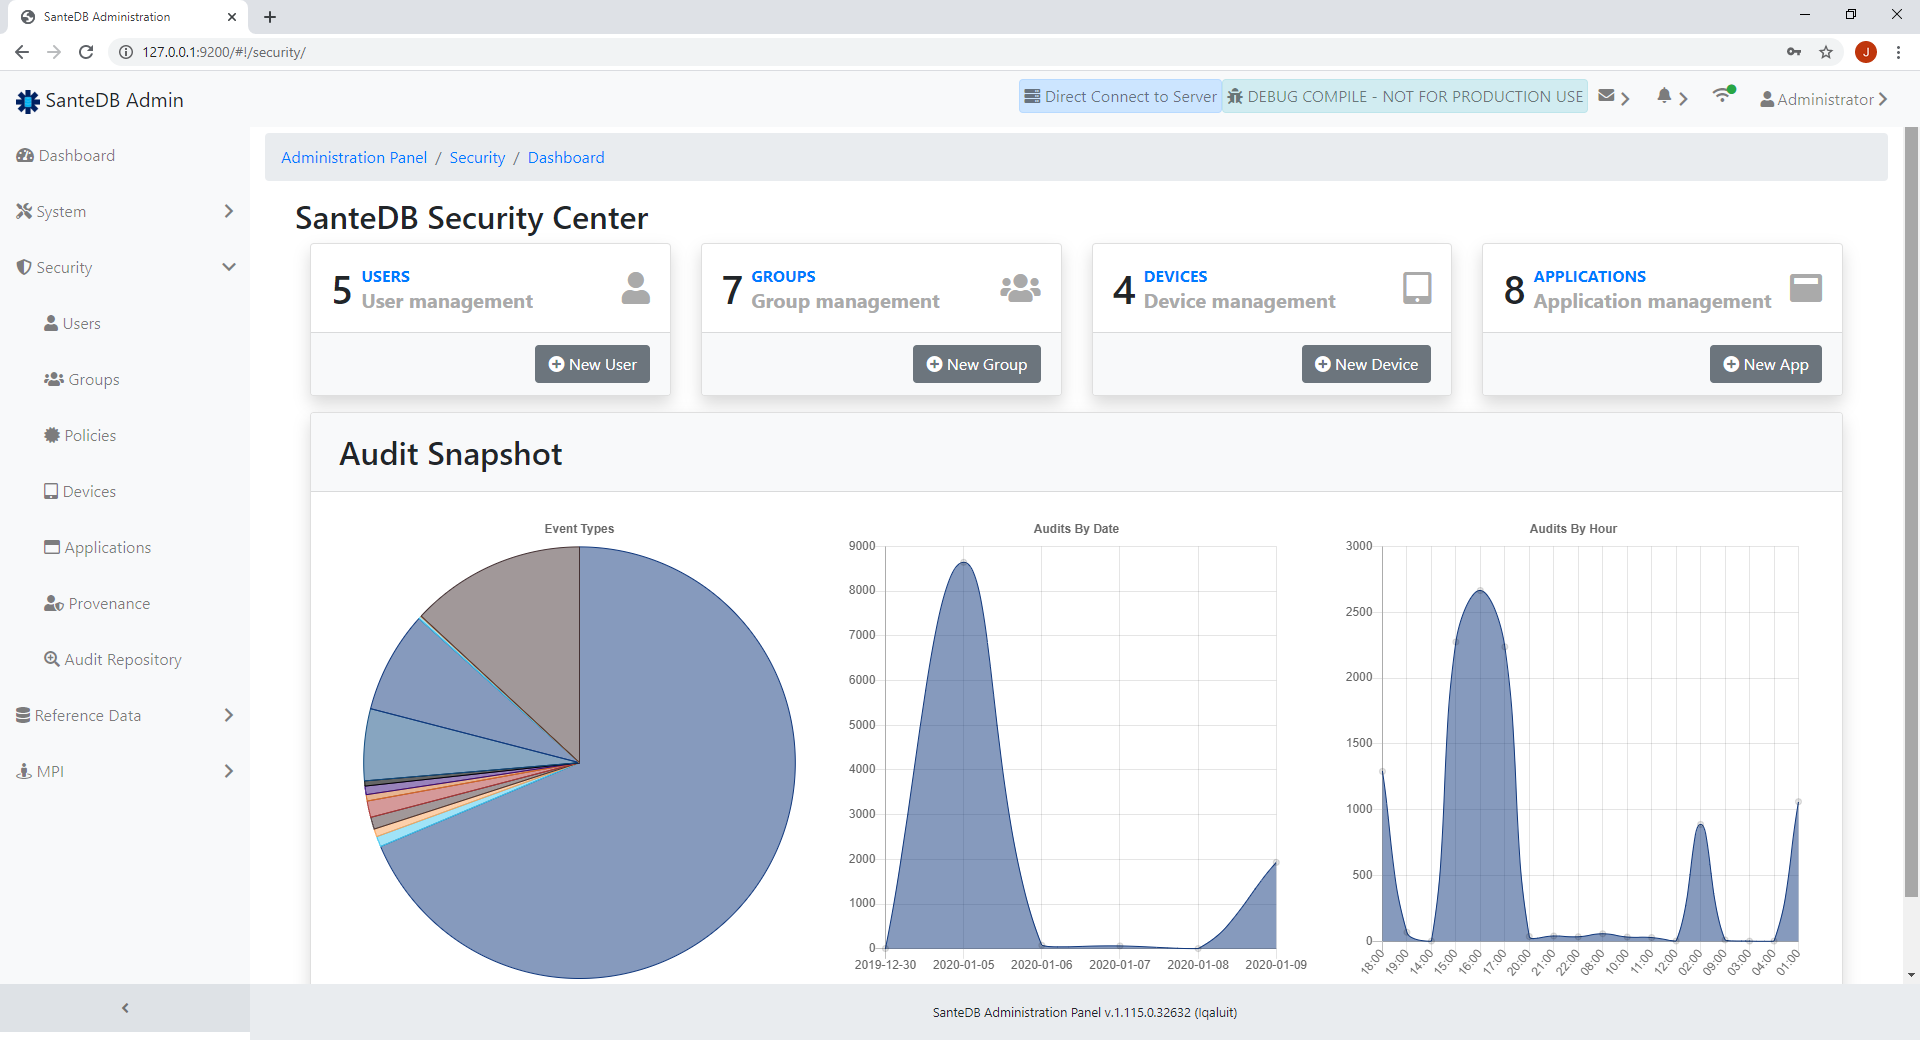 SanteDB Administration
127.0.0.1:9200/#!/security/
J
SanteDB Admin
Direct Connect to Server
DEBUG COMPILE - NOT FOR PRODUCTION USE
Administrator
Dashboard
System
Security
Users
Groups
Policies
Devices
Applications
Provenance
Audit Repository
Reference Data
MPI
Administration Panel / Security / Dashboard
SanteDB Security Center
5 USERS
User management
New User
7 GROUPS
Group management
New Group
4 DEVICES
Device management
New Device
8 APPLICATIONS
Application management
New App
Audit Snapshot
Event Types
Audits By Date
9000
8000
7000
6000
5000
4000
3000
2000
1000
0
2019-12-30 2020-01-05 2020-01-06 2020-01-07 2020-01-08 2020-01-09
Audits By Hour
3000
2500
2000
1500
1000
500
0
18:00 19:00 14:00 15:00 16:00 17:00 20:00 21:00 22:00 08:00 10:00 11:00 12:00 02:00 09:00 03:00 04:00 01:00
SanteDB Administration Panel v.1.115.0.32632 (Iqaluit)